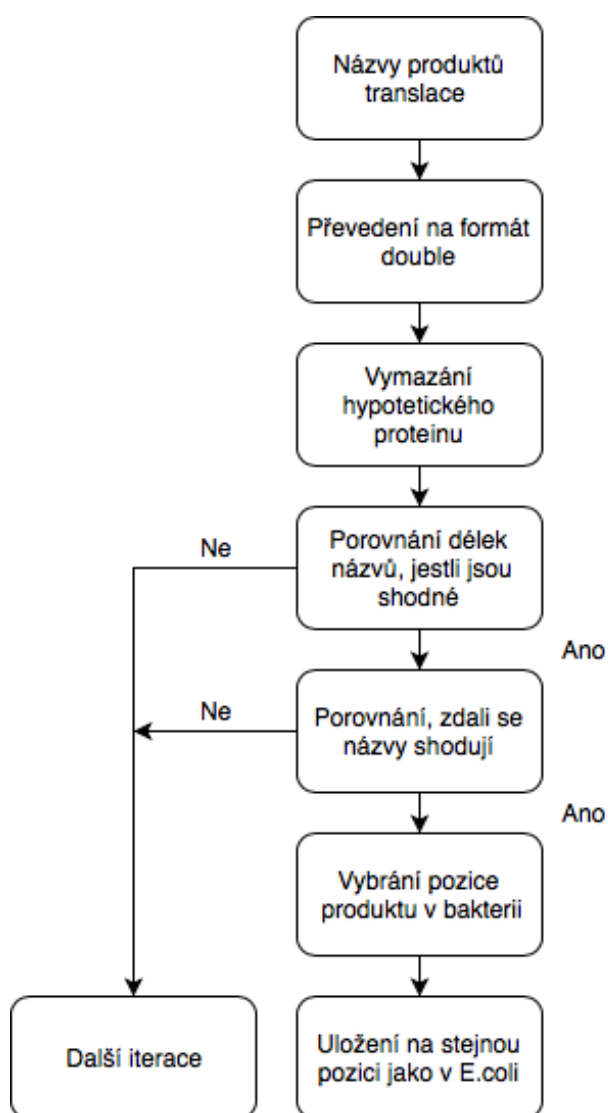 Názvy produktů
translace
Převedení na formát
double
Vymazání
hypotetického
proteinu
Ne
Porovnání délek
názvů, jestli jsou
shodné
Ano
Ne
Porovnání, zdali se
názvy shodují
Ano
Vybrání pozice
produktu v bakterii
Další iterace
Uložení na stejnou
pozici jako v E.coli